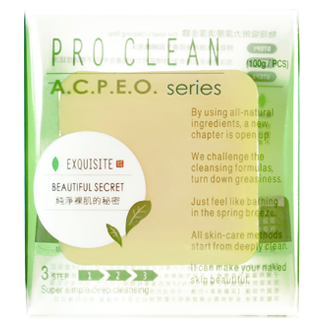 PRO CLEAN
(100g/PCS)
A.C.P.E.O. series
By using all-natural
ingredients, a new
chapter is open up
We challenge the
cleansing formulas,
turn down greasiness.
EXQUISITE
BEAUTIFUL SECRET
純淨裸肌的秘密
Just feel like bathing
in the spring breeze.
All skin-care methods
start from deeply clean.
It can make your naked
skin beautiful.
3 STEP 1 2 3
Super simple deep cleansing